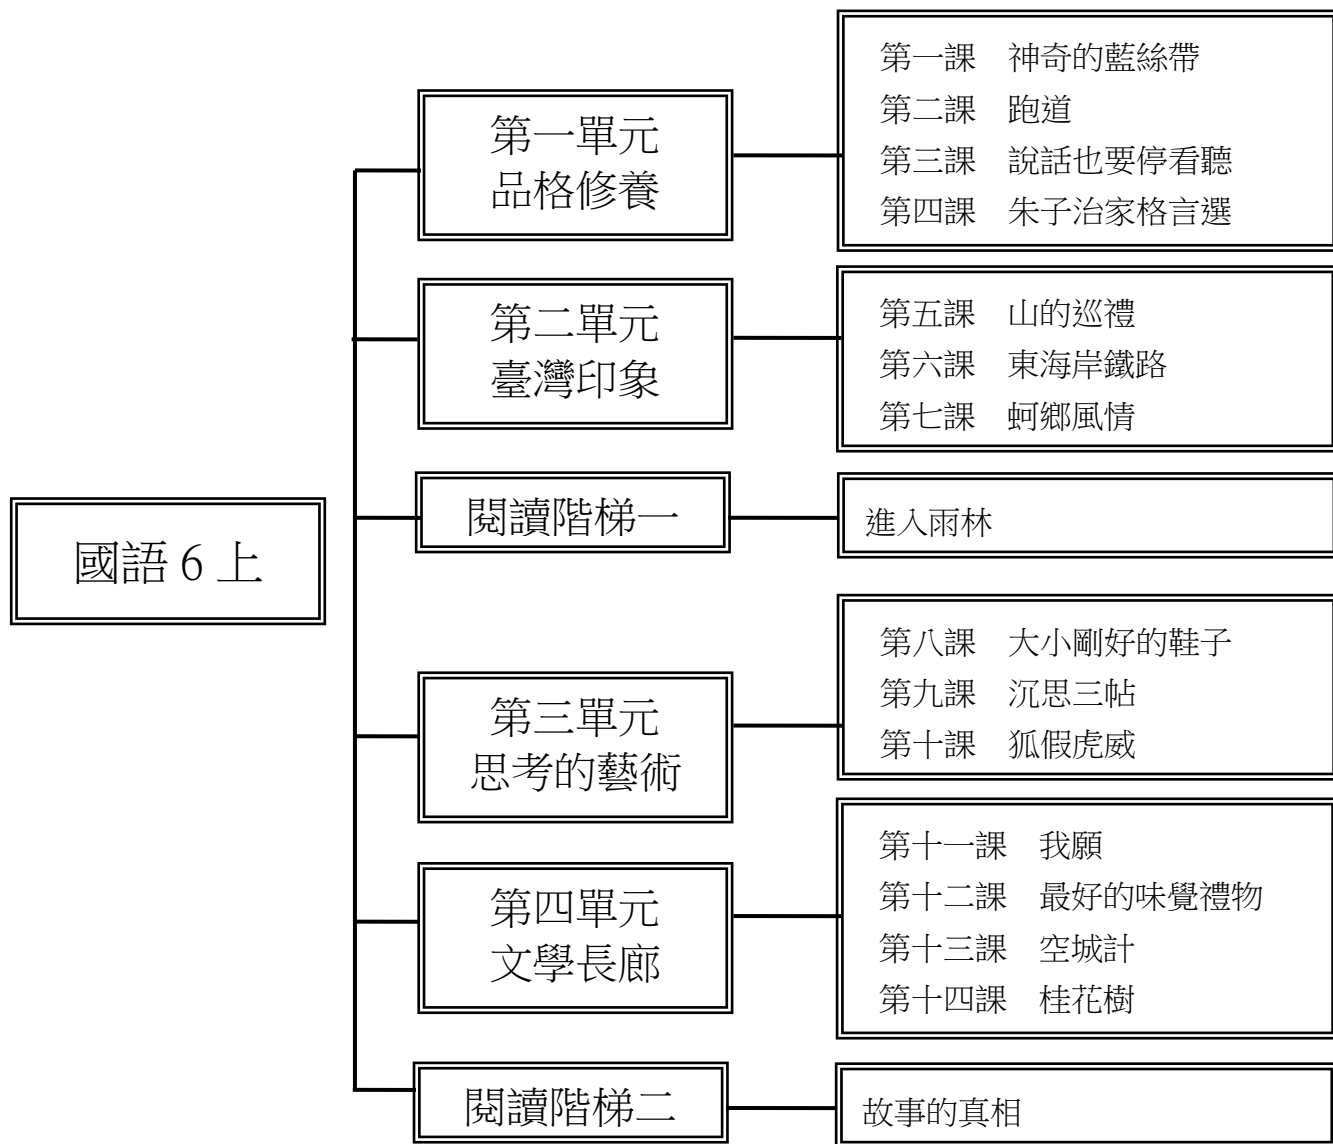 國語 6 上
第一單元
品格修養
第一課　神奇的藍絲帶
第二課　跑道
第三課　說話也要停看聽
第四課　朱子治家格言選
第二單元
臺灣印象
第五課　山的巡禮
第六課　東海岸鐵路
第七課　蚵鄉風情
閱讀階梯一
進入雨林
第三單元
思考的藝術
第八課　大小剛好的鞋子
第九課　沉思三帖
第十課　狐假虎威
第四單元
文學長廊
第十一課　我願
第十二課　最好的味覺禮物
第十三課　空城計
第十四課　桂花樹
閱讀階梯二
故事的真相